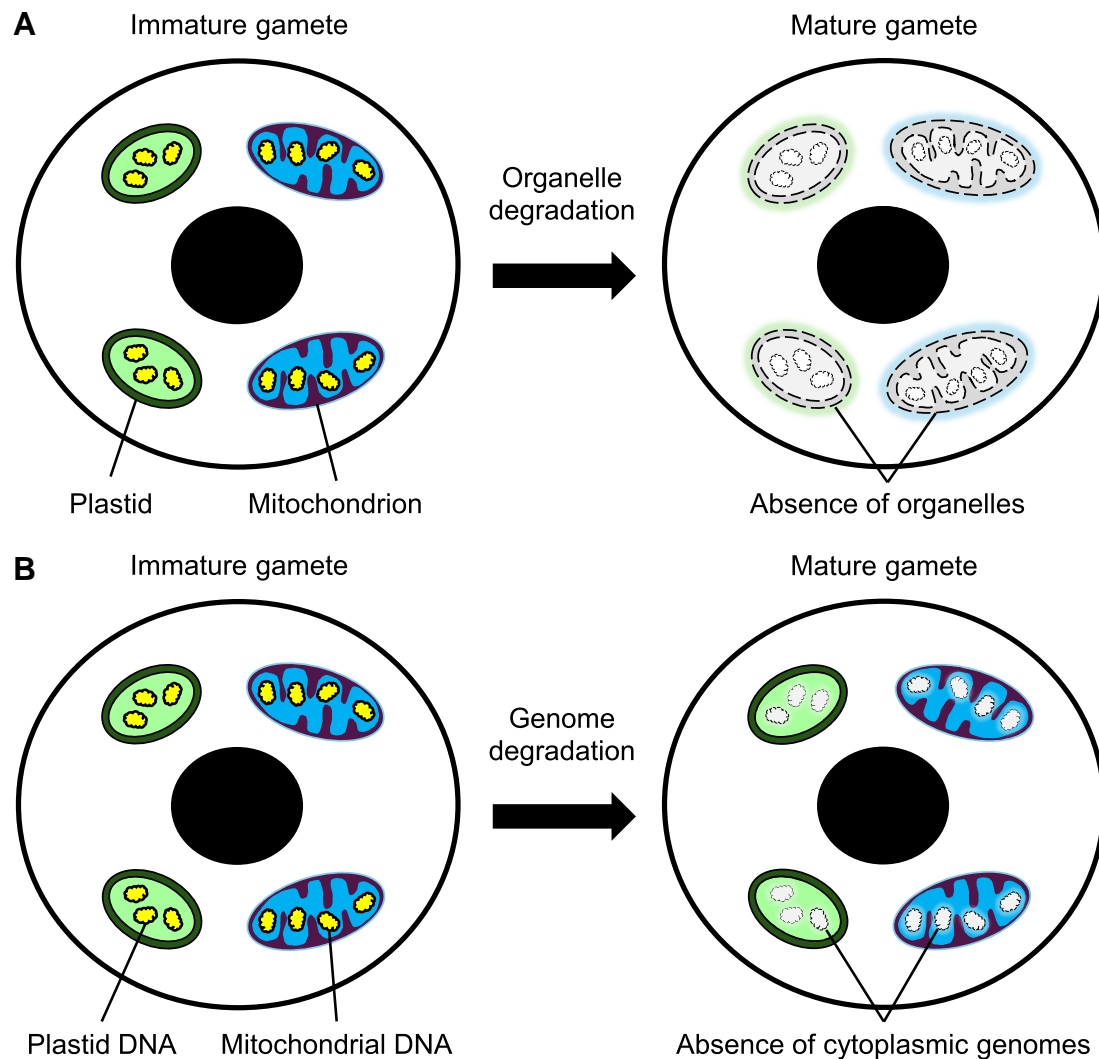 A
Immature gamete
Mature gamete
Organelle
degradation
Plastid
Mitochondrion
Absence of organelles
B
Immature gamete
Mature gamete
Genome
degradation
Plastid DNA
Mitochondrial DNA
Absence of cytoplasmic genomes